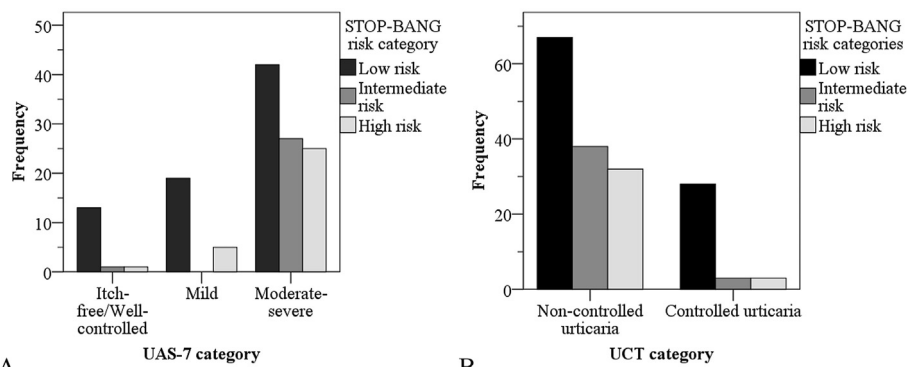 50
40
30
20
10
0
Frequency
Itch-
free/Well-
controlled
Mild
Moderate-
severe
UAS-7 category
STOP-BANG
risk category
Low risk
Intermediate
risk
High risk
A
60
40
20
0
Frequency
Non-controlled
urticaria
Controlled urticaria
UCT category
STOP-BANG
risk categories
Low risk
Intermediate
risk
High risk
B